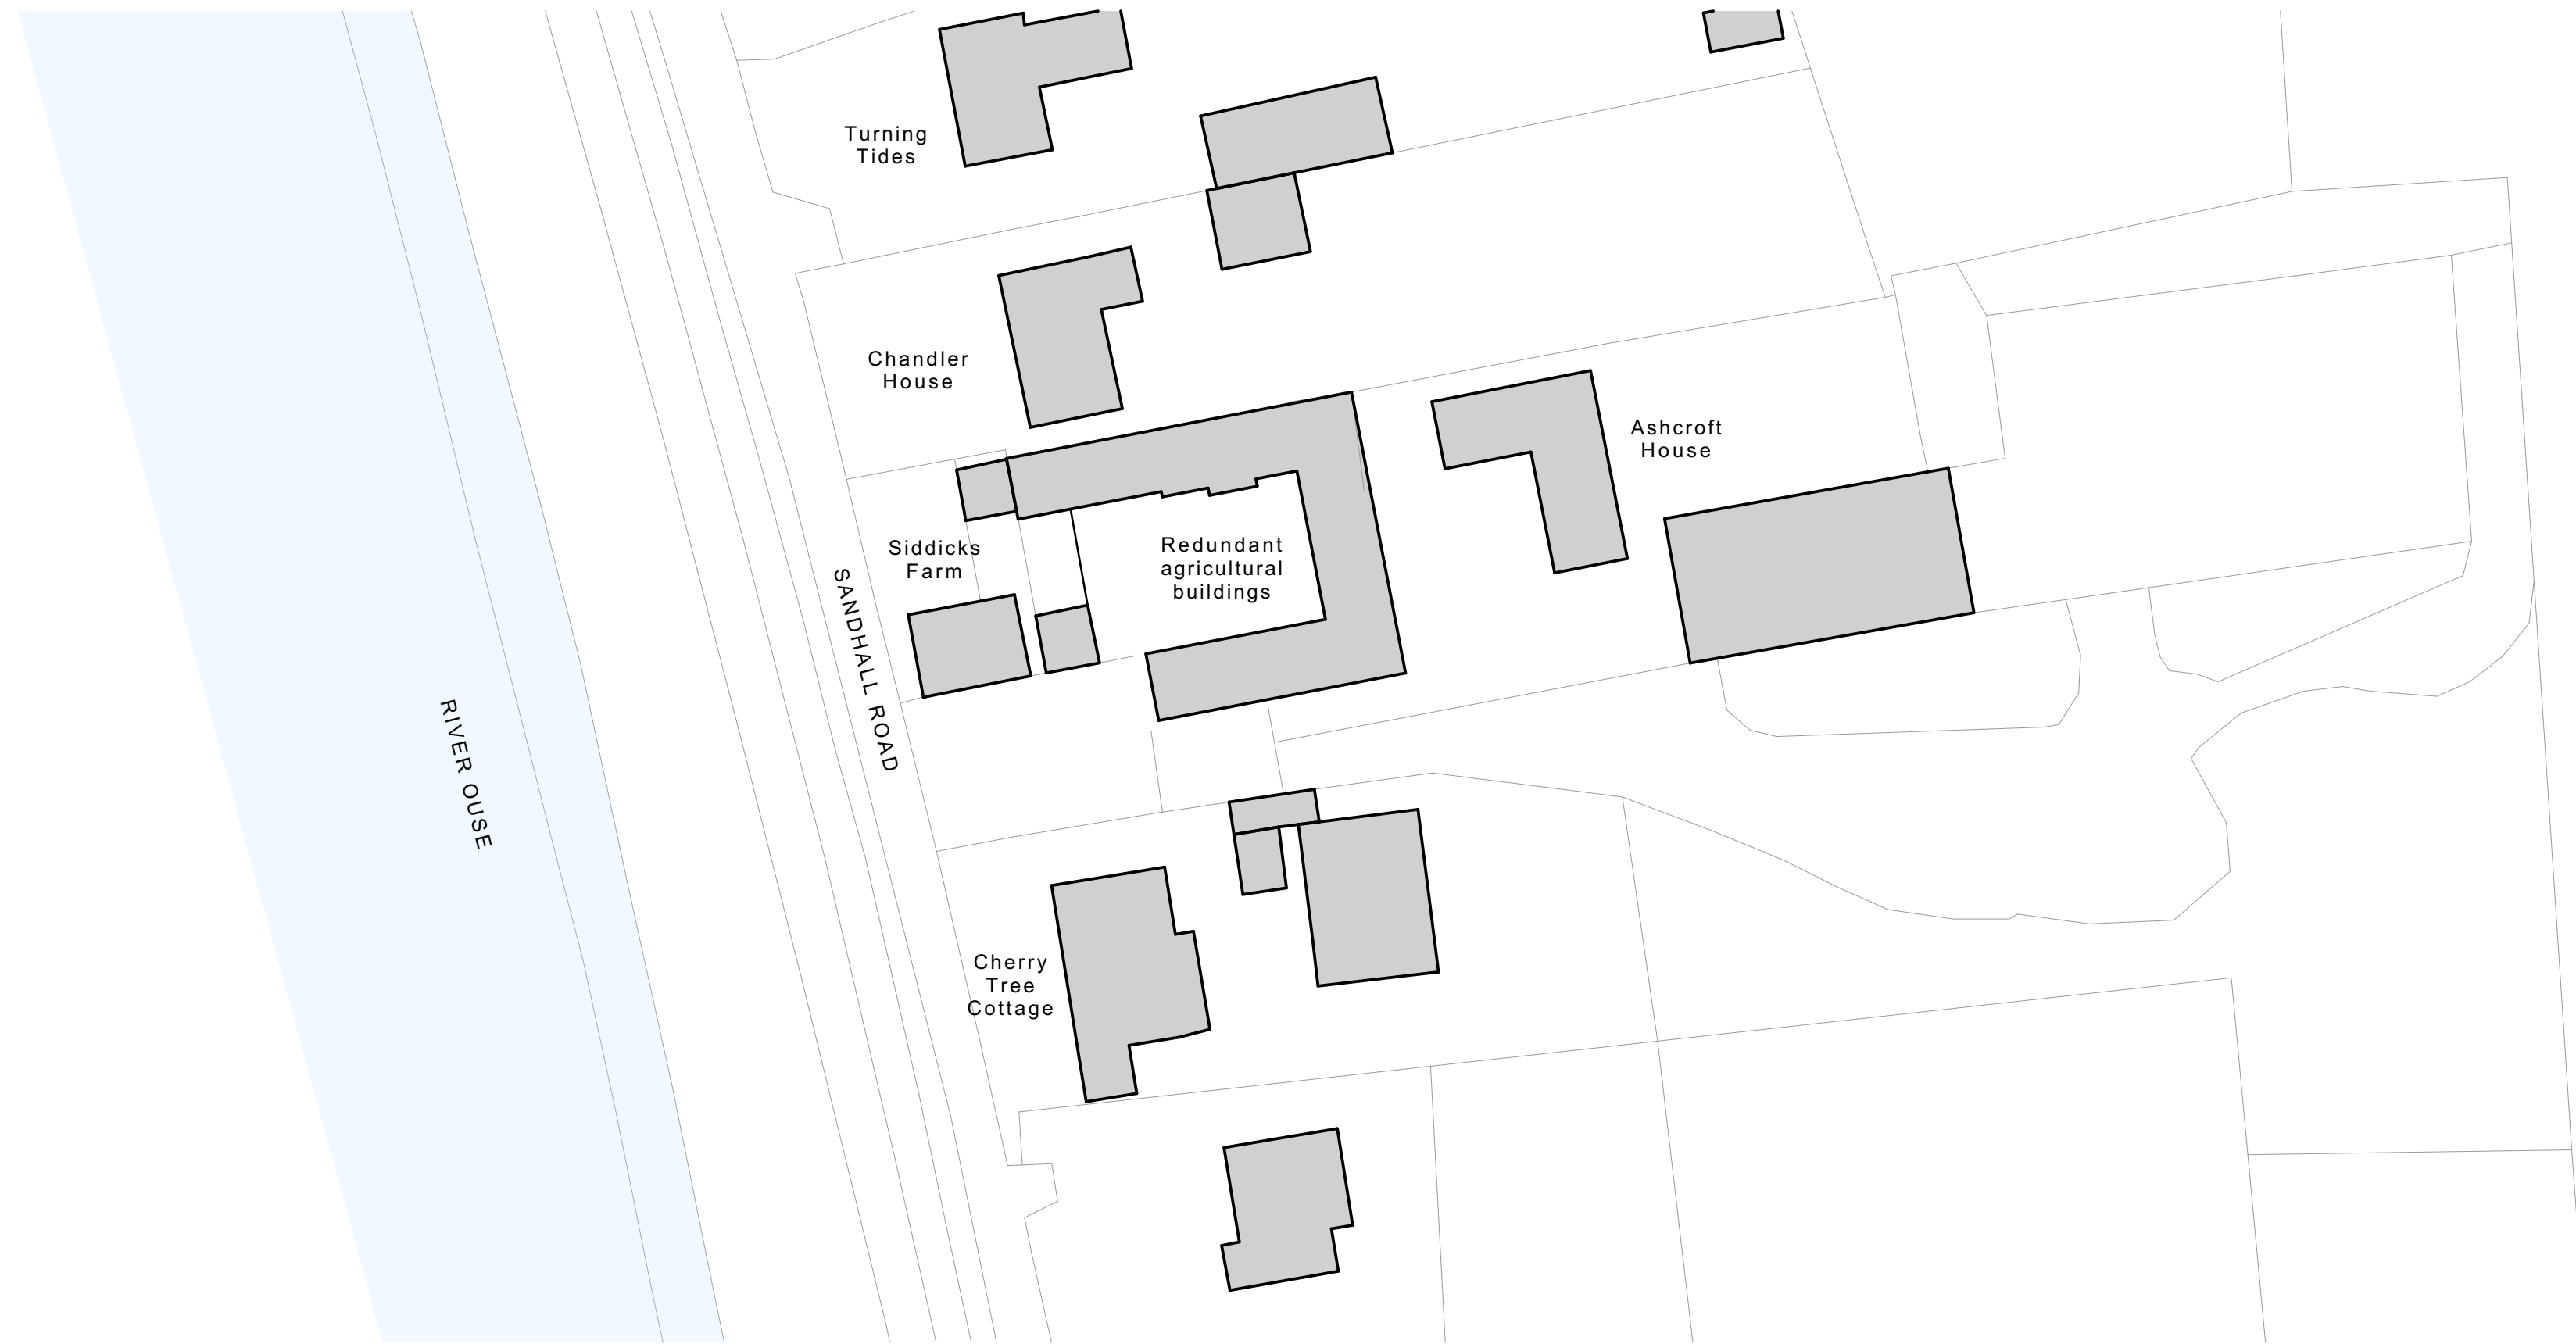 Turning
Tides
Chandler
House
Ashcroft
House
Siddicks
Farm
Redundant
agricultural
buildings
SANDHALL ROAD
RIVER OUSE
Cherry
Tree
Cottage